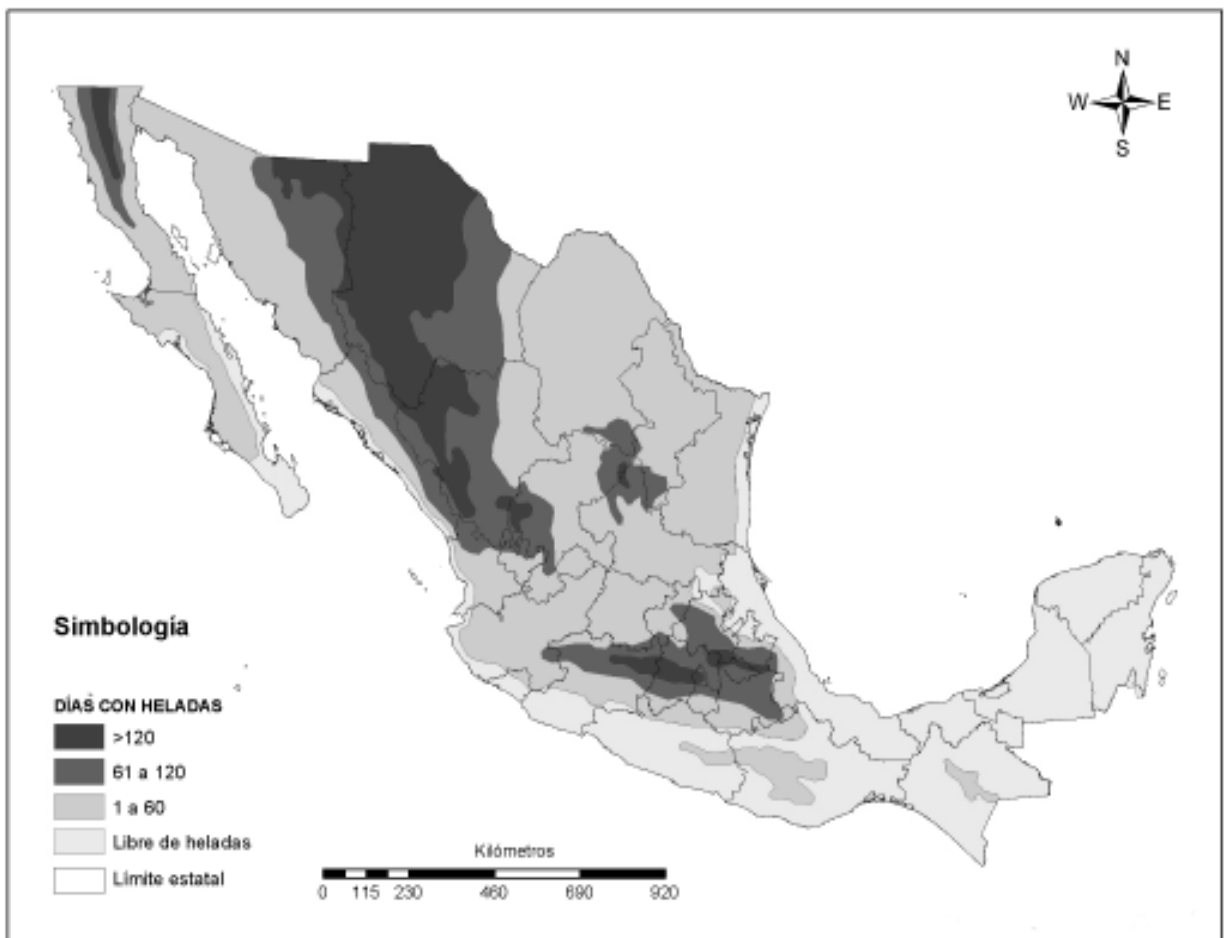 N
W E
S
Simbología
DÍAS CON HELADAS
>120
61 a 120
1 a 60
Libre de heladas
Límite estatal
Kilómetros
0 115 230 460 690 920